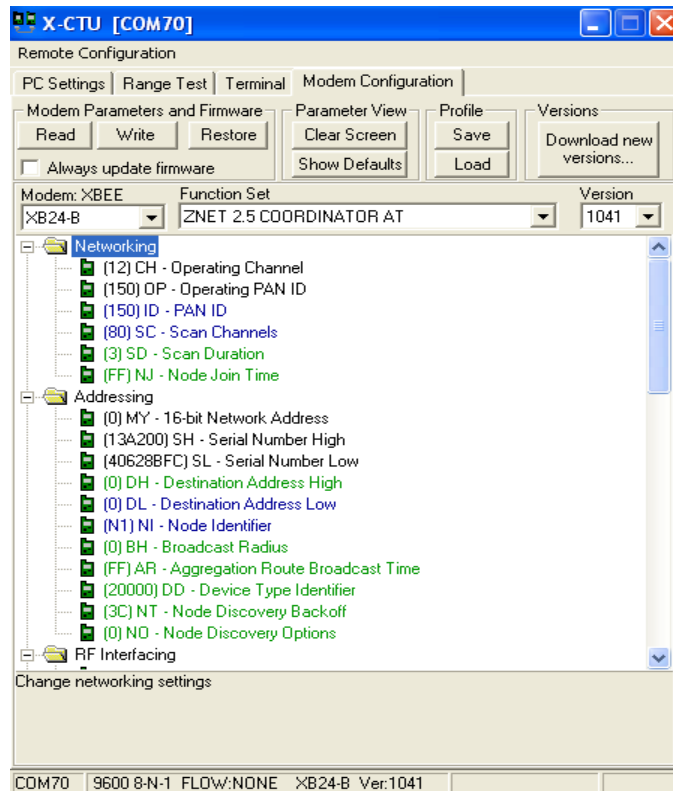 X-CTU [COM70]
Remote Configuration
PC Settings Range Test Terminal Modem Configuration
Modem Parameters and Firmware Parameter View Profile Versions
Read Write Restore Clear Screen Save Download new versions...
Always update firmware Show Defaults Load
Modem: XBEE Function Set Version
XB24-B ZNET 2.5 COORDINATOR AT 1041
Networking
(12) CH - Operating Channel
(150) OP - Operating PAN ID
(150) ID - PAN ID
(80) SC - Scan Channels
(3) SD - Scan Duration
(FF) NJ - Node Join Time
Addressing
(0) MY - 16-bit Network Address
(13A200) SH - Serial Number High
(40628BFC) SL - Serial Number Low
(0) DH - Destination Address High
(0) DL - Destination Address Low
(N1) NI - Node Identifier
(0) BH - Broadcast Radius
(FF) AR - Aggregation Route Broadcast Time
(20000) DD - Device Type Identifier
(3C) NT - Node Discovery Backoff
(0) NO - Node Discovery Options
RF Interfacing
Change networking settings
COM70 9600 8-N-1 FLOW:NONE XB24-B Ver:1041